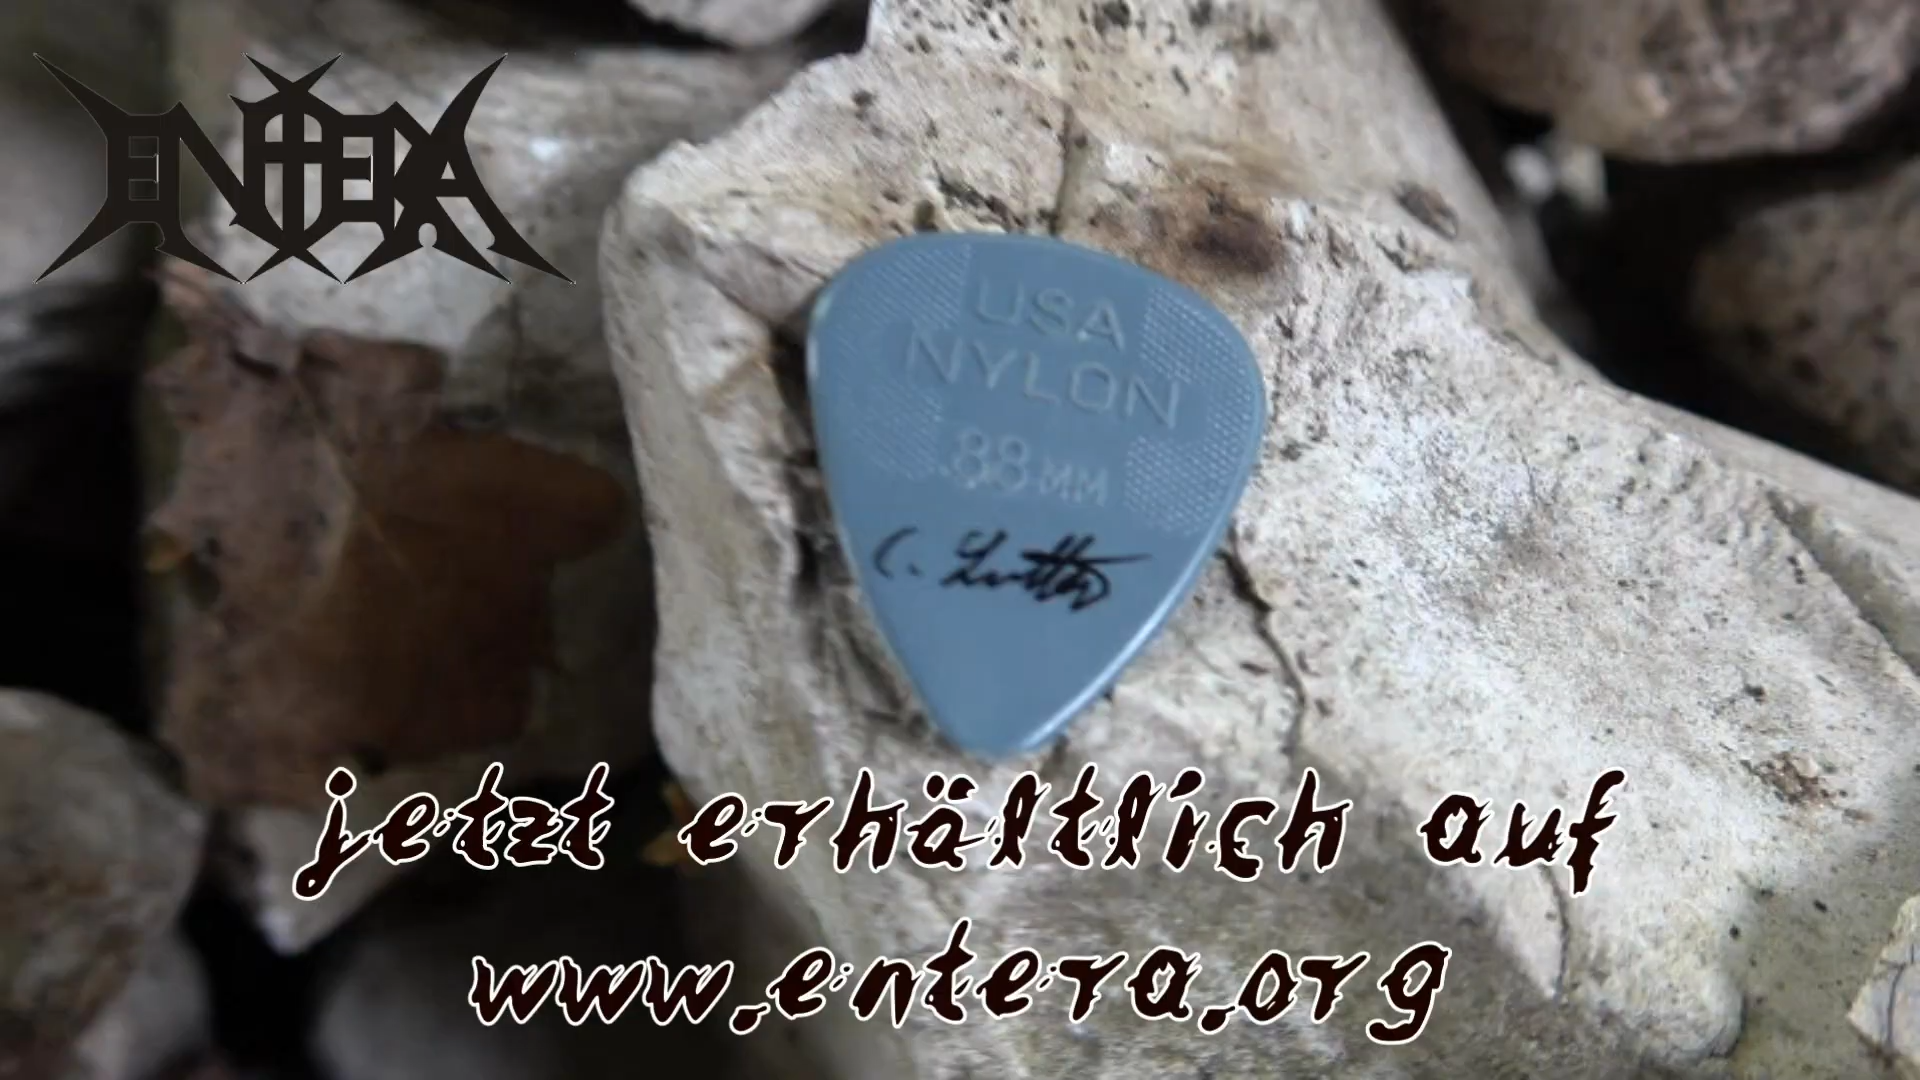 ENTERA
USA
NYLON
.88 MM
jetzt erhältlich auf
www.entera.org